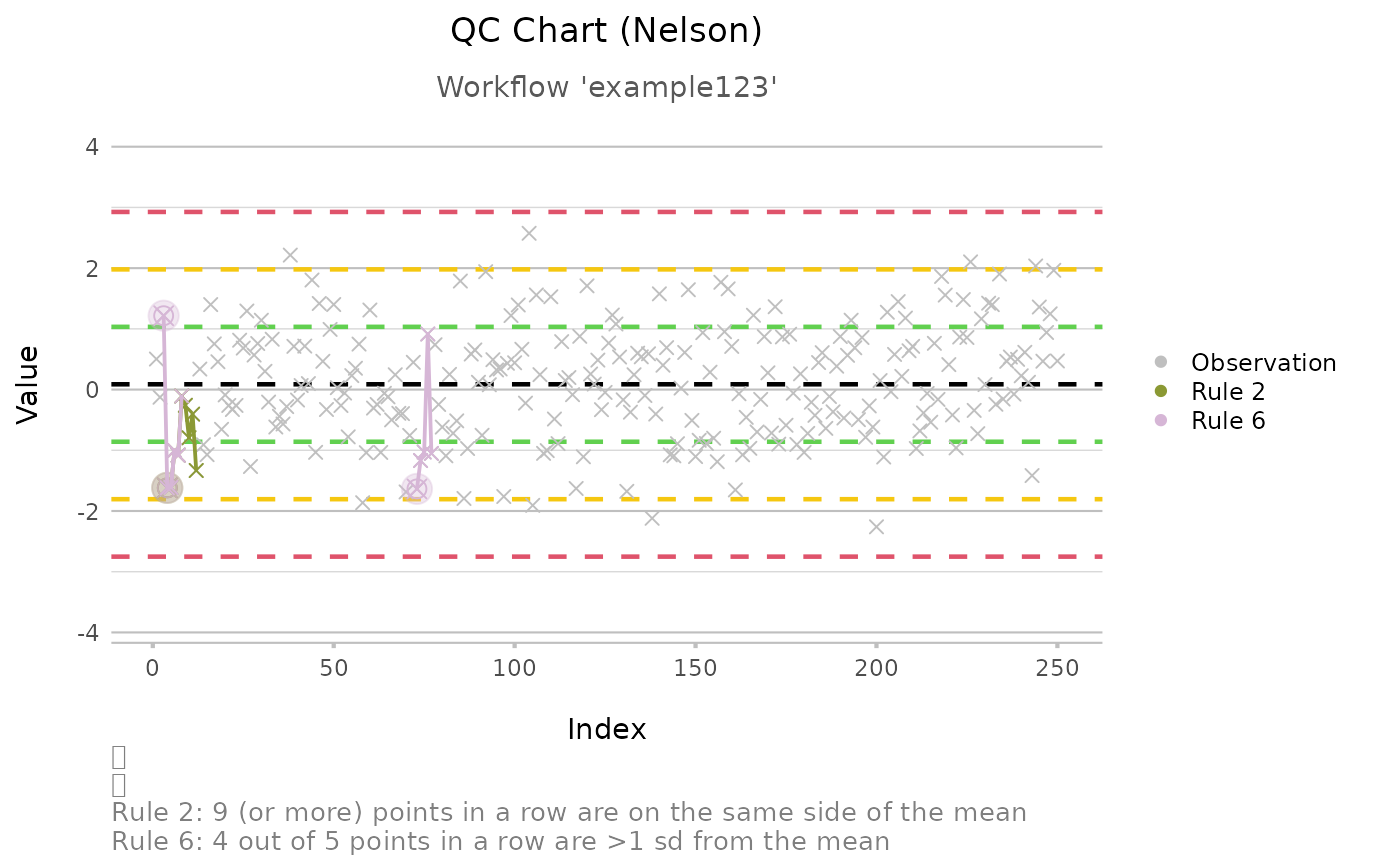 QC Chart (Nelson)
Workflow 'example123'
4
2
0
-2
-4
Value
0 50 100 150 200 250
Index
Observation
Rule 2
Rule 6
Rule 2: 9 (or more) points in a row are on the same side of the mean
Rule 6: 4 out of 5 points in a row are >1 sd from the mean